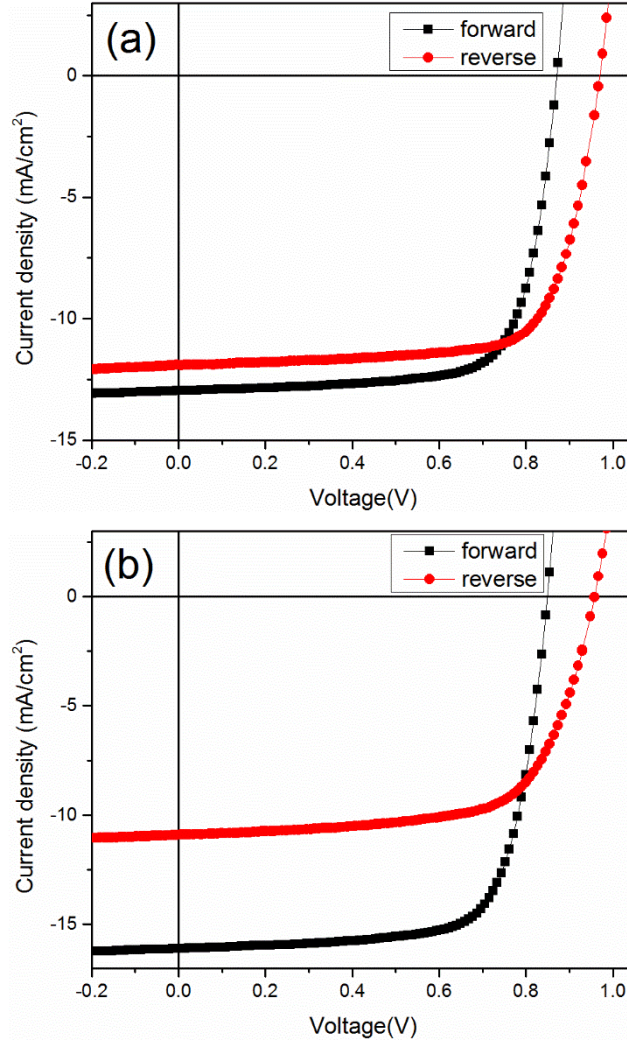 (a)
forward
reverse
0
-5
-10
-15
Current density (mA/cm²)
-0.2 0.0 0.2 0.4 0.6 0.8 1.0
Voltage(V)
(b)
forward
reverse
0
-5
-10
-15
Current density (mA/cm²)
-0.2 0.0 0.2 0.4 0.6 0.8 1.0
Voltage(V)